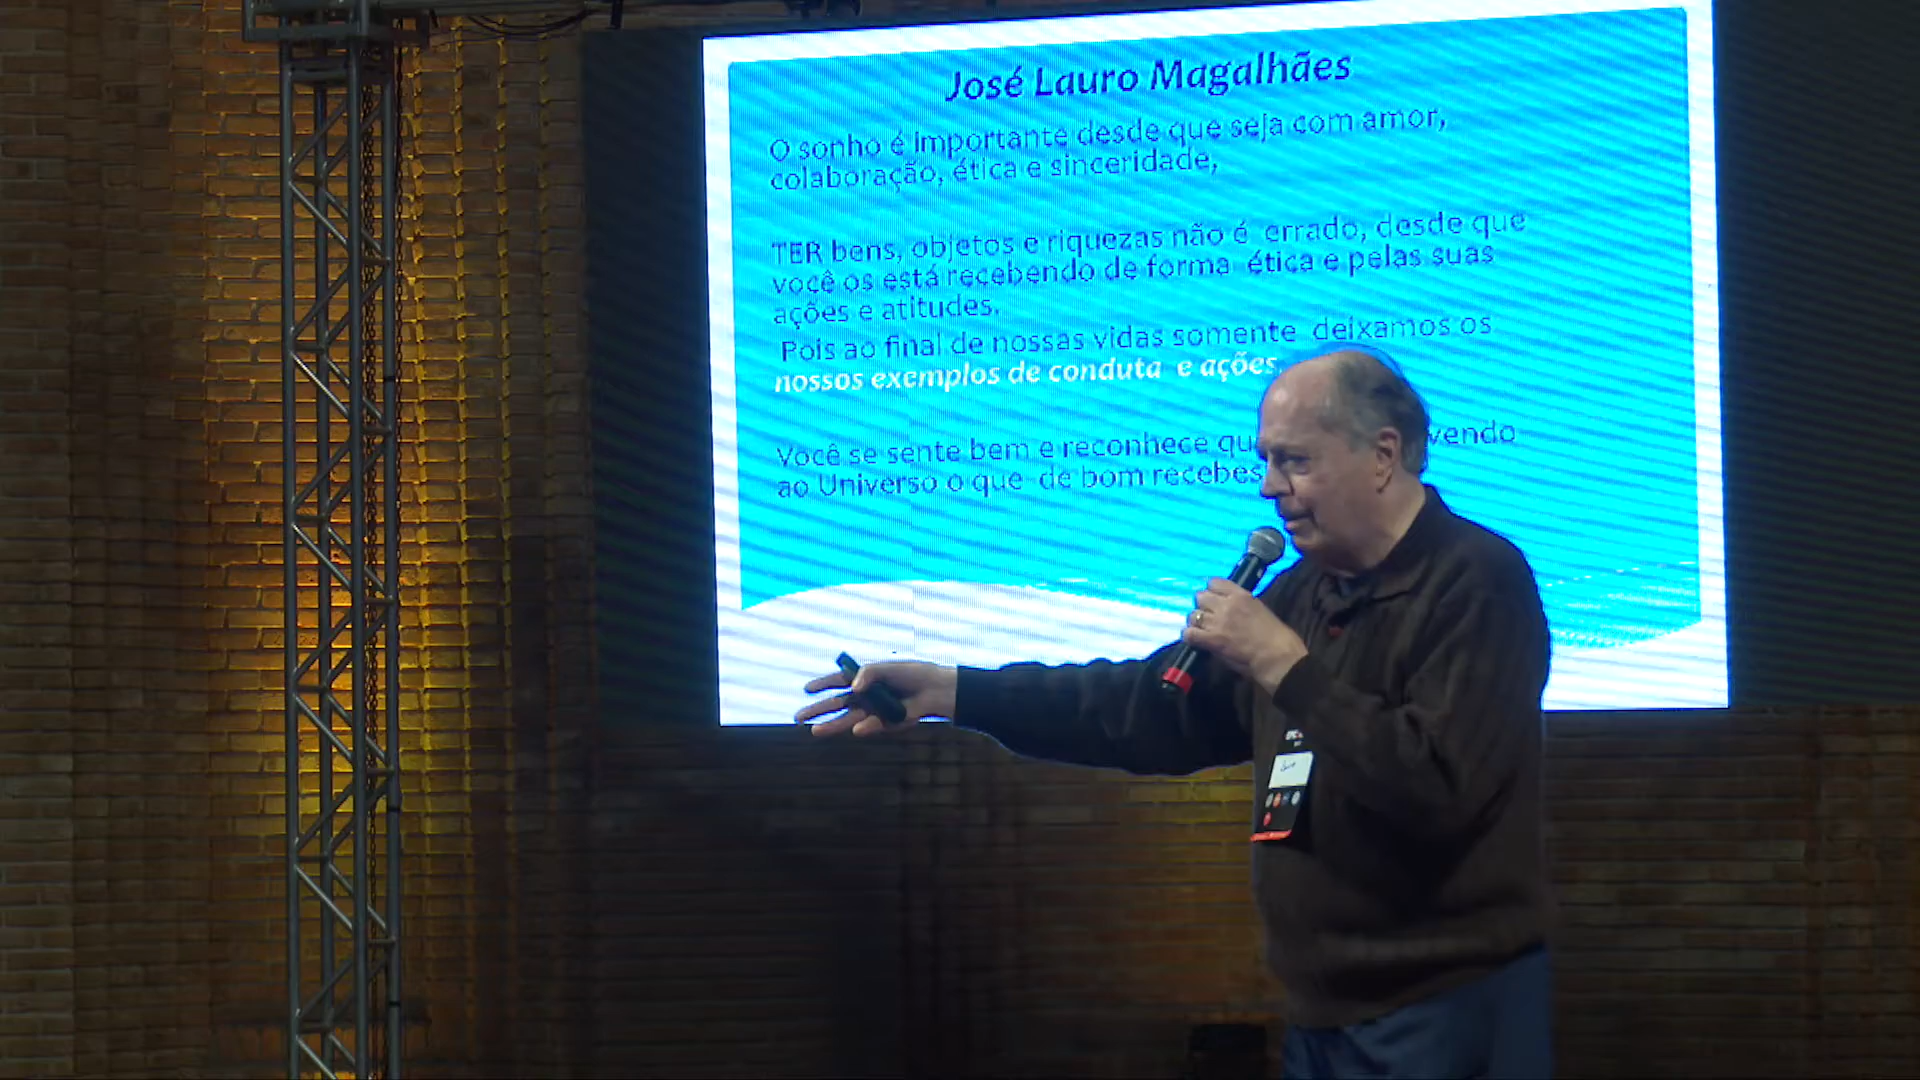 José Lauro Magalhães
O sonho é importante desde que seja com amor,
colaboração, ética e sinceridade,
TER bens, objetos e riquezas não é errado, desde que
você os está recebendo de forma ética e pelas suas
ações e atitudes.
Pois ao final de nossas vidas somente deixamos os
nossos exemplos de conduta e ações.
Você se sente bem e reconhece
ao Universo o que de bom